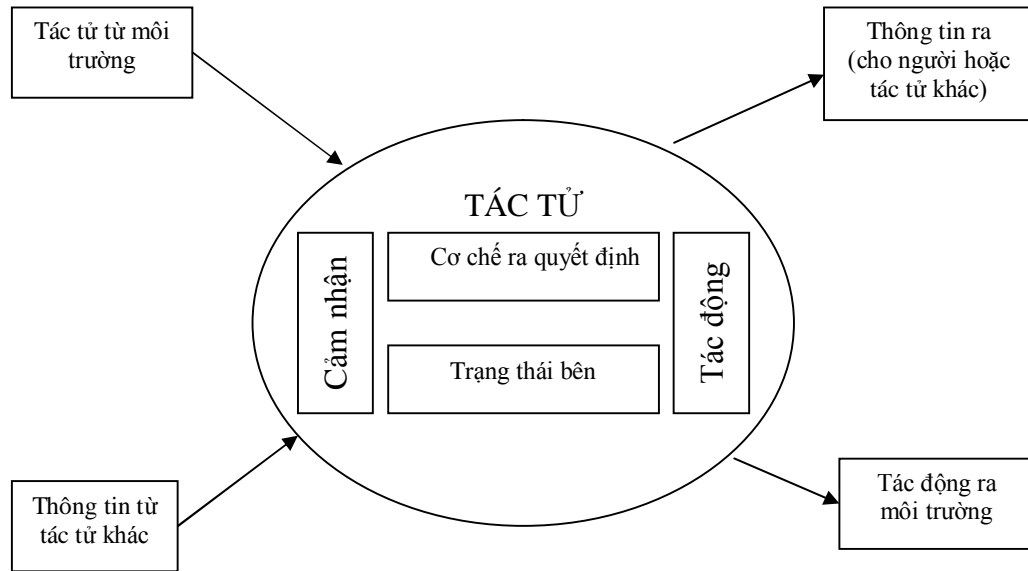 Tác tử từ môi
trường
Thông tin ra
(cho người hoặc
tác tử khác)
TÁC TỬ
Cảm nhận
Cơ chế ra quyết định
Trạng thái bên
Tác động
Thông tin từ
tác tử khác
Tác động ra
môi trường